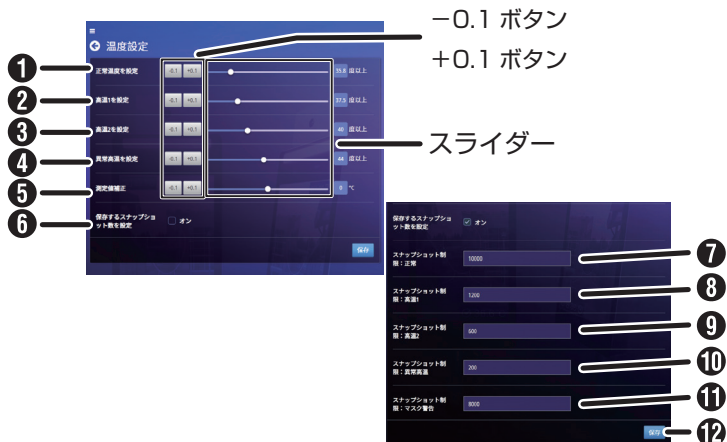 −0.1 ボタン
+0.1 ボタン
スライダー
温度設定
❶ 正常温度を設定 -0.1 +0.1 35.8 度以上
❷ 高温1を設定 -0.1 +0.1 37.5 度以上
❸ 高温2を設定 -0.1 +0.1 40 度以上
❹ 異常高温を設定 -0.1 +0.1 44 度以上
❺ 測定値補正 -0.1 +0.1 0 ℃
❻ 保存するスナップショ
ット数を設定 オン
保存
保存するスナップショ
ット数を設定 オン
スナップショット制
限：正常 10000 ❼
スナップショット制
限：高温1 1200 ❽
スナップショット制
限：高温2 600 ❾
スナップショット制
限：異常高温 200 ❿
スナップショット制
限：マスク警告 8000 ⓫
保存 ⓬